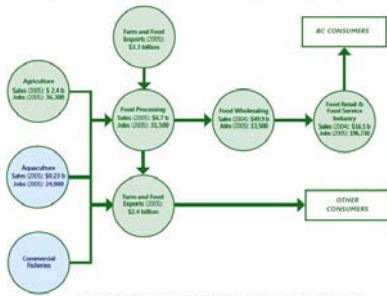 BC CONSUMERS
Farm and Food
Imports (2005):
$3.3 billion
Agriculture
Sales (2005): $ 2.4 b
Jobs (2005): 36,300
Food Processing
Sales (2005): $6.7 b
Jobs (2005): 33,500
Food Wholesaling
Sales (2004): $49.9 b
Jobs (2005): 13,500
Food Retail &
Food Service
Industry
Sales (2004): $16.1 b
Jobs (2005): 196,730
Aquaculture
Sales (2005): $0.23 b
Jobs (2005): 24,000
Farm and Food
Exports (2005):
$2.4 billion
OTHER
CONSUMERS
Commercial
Fisheries